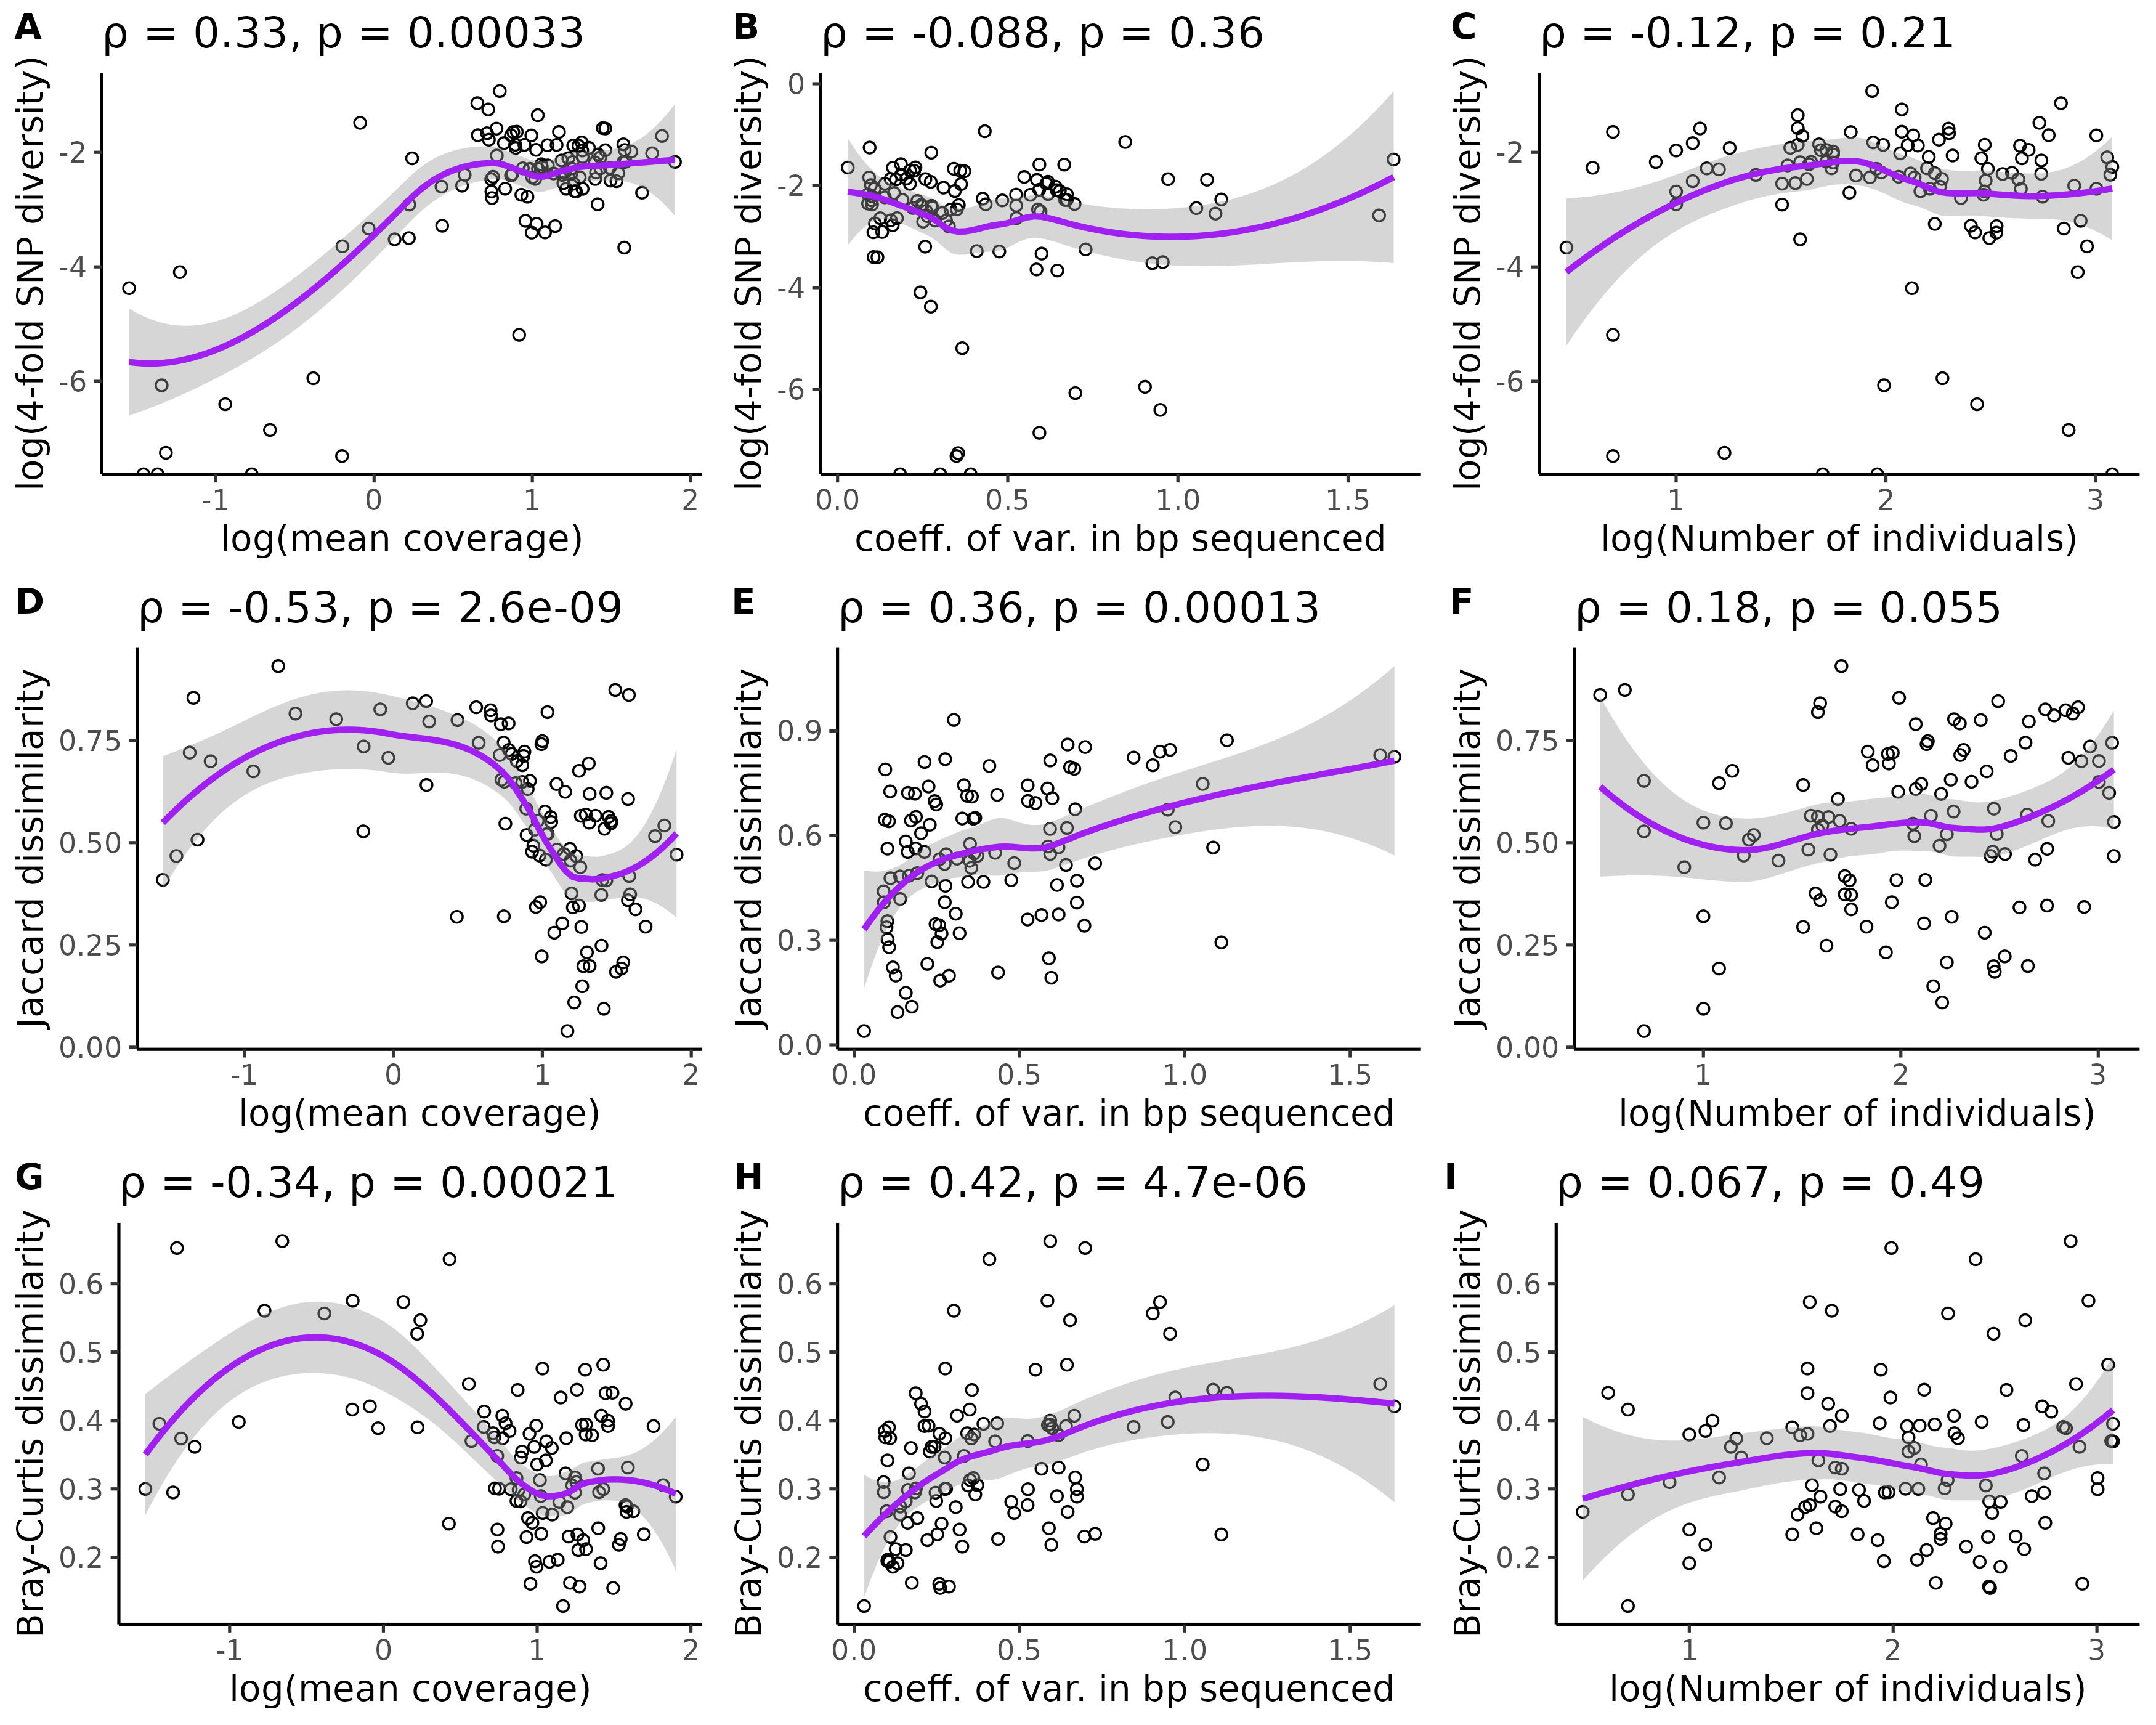 A
ρ = 0.33, p = 0.00033
log(4-fold SNP diversity)
-2
-4
-6
-1
0
1
2
log(mean coverage)
B
ρ = -0.088, p = 0.36
log(4-fold SNP diversity)
0
-2
-4
-6
0.0
0.5
1.0
1.5
coeff. of var. in bp sequenced
C
ρ = -0.12, p = 0.21
log(4-fold SNP diversity)
-2
-4
-6
1
2
3
log(Number of individuals)
D
ρ = -0.53, p = 2.6e-09
Jaccard dissimilarity
0.75
0.50
0.25
0.00
-1
0
1
2
log(mean coverage)
E
ρ = 0.36, p = 0.00013
Jaccard dissimilarity
0.9
0.6
0.3
0.0
0.0
0.5
1.0
1.5
coeff. of var. in bp sequenced
F
ρ = 0.18, p = 0.055
Jaccard dissimilarity
0.75
0.50
0.25
0.00
1
2
3
log(Number of individuals)
G
ρ = -0.34, p = 0.00021
Bray-Curtis dissimilarity
0.6
0.5
0.4
0.3
0.2
-1
0
1
2
log(mean coverage)
H
ρ = 0.42, p = 4.7e-06
Bray-Curtis dissimilarity
0.6
0.5
0.4
0.3
0.2
0.0
0.5
1.0
1.5
coeff. of var. in bp sequenced
I
ρ = 0.067, p = 0.49
Bray-Curtis dissimilarity
0.6
0.5
0.4
0.3
0.2
1
2
3
log(Number of individuals)